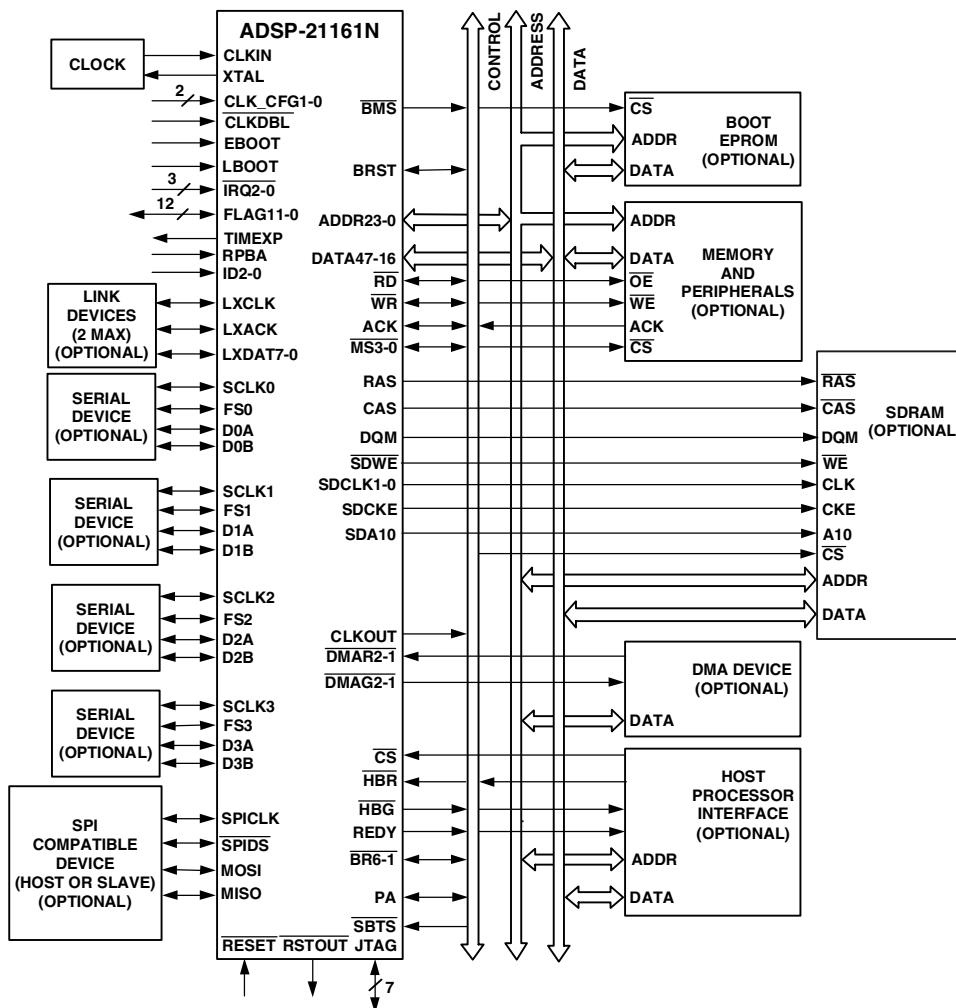 ADSP-21161N
CLOCK
CLKIN
XTAL
2
CLK_CFG1-0
CLKDBL
EBOOT
LBOOT
3
IRQ2-0
12
FLAG11-0
TIMEXP
RPBA
ID2-0
LINK
DEVICES
(2 MAX)
(OPTIONAL)
LXCLK
LXACK
LXDAT7-0
SERIAL
DEVICE
(OPTIONAL)
SCLK0
FS0
D0A
D0B
SERIAL
DEVICE
(OPTIONAL)
SCLK1
FS1
D1A
D1B
SERIAL
DEVICE
(OPTIONAL)
SCLK2
FS2
D2A
D2B
SERIAL
DEVICE
(OPTIONAL)
SCLK3
FS3
D3A
D3B
SPI
COMPATIBLE
DEVICE
(HOST OR SLAVE)
(OPTIONAL)
SPICLK
SPIDS
MOSI
MISO
RESET RSTOUT JTAG
7
BMS
BRST
ADDR23-0
DATA47-16
RD
WR
ACK
MS3-0
RAS
CAS
DQM
SDWE
SDCLK1-0
SDCKE
SDA10
CLKOUT
DMAR2-1
DMAG2-1
CS
HBR
HBG
REDY
BR6-1
PA
SBTS
CONTROL
ADDRESS
DATA
CS
ADDR
DATA
BOOT
EPROM
(OPTIONAL)
ADDR
DATA
OE
WE
ACK
CS
MEMORY
AND
PERIPHERALS
(OPTIONAL)
RAS
CAS
DQM
WE
CLK
CKE
A10
CS
ADDR
DATA
SDRAM
(OPTIONAL)
DMA DEVICE
(OPTIONAL)
DATA
HOST
PROCESSOR
INTERFACE
(OPTIONAL)
ADDR
DATA